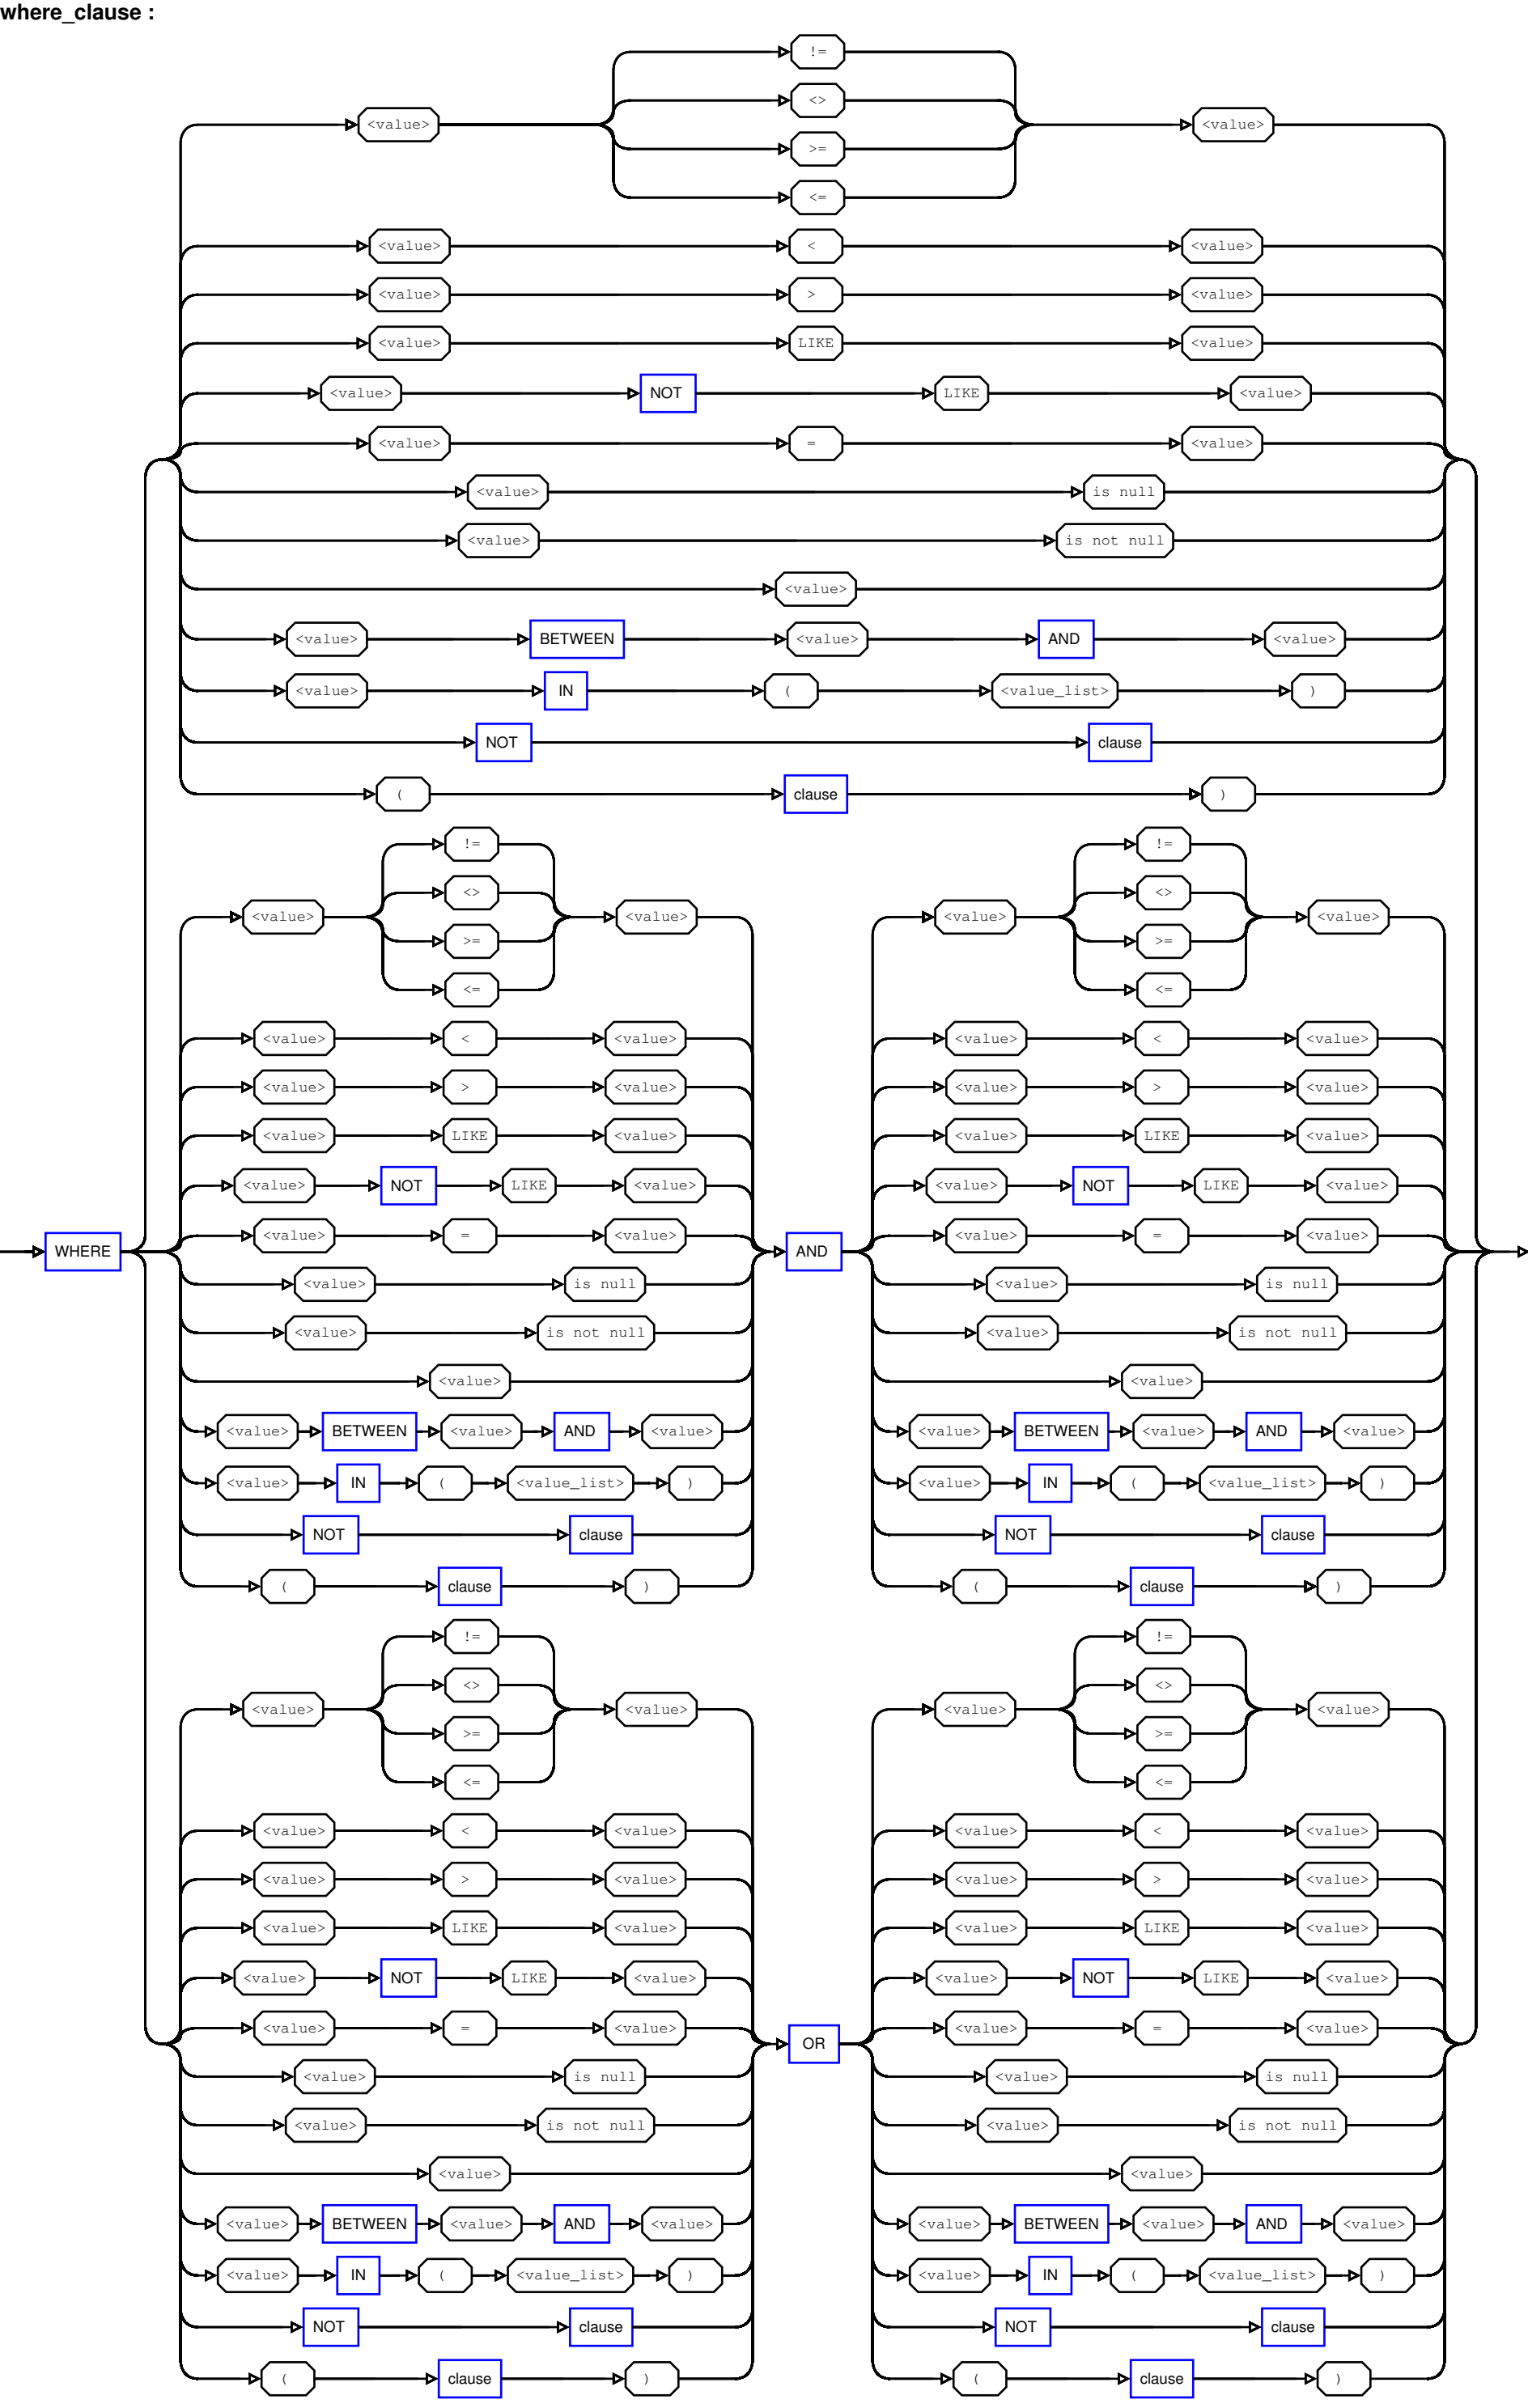 where_clause :
!=
<>
<value> <value>
>=
<=
<value> < <value>
<value> > <value>
<value> LIKE <value>
<value> NOT LIKE <value>
<value> = <value>
<value> is null
<value> is not null
<value>
<value> BETWEEN <value> AND <value>
<value> IN ( <value_list> )
NOT clause
( clause )
!= !=
<> <>
<value> <value> <value> <value>
>= >=
<= <=
<value> < <value> <value> < <value>
<value> > <value> <value> > <value>
<value> LIKE <value> <value> LIKE <value>
<value> NOT LIKE <value> <value> NOT LIKE <value>
<value> = <value> <value> = <value>
WHERE AND
<value> is null <value> is null
<value> is not null <value> is not null
<value> <value>
<value> BETWEEN <value> AND <value> <value> BETWEEN <value> AND <value>
<value> IN ( <value_list> ) <value> IN ( <value_list> )
NOT clause NOT clause
( clause ) ( clause )
!= !=
<> <>
<value> <value> <value> <value>
>= >=
<= <=
<value> < <value> <value> < <value>
<value> > <value> <value> > <value>
<value> LIKE <value> <value> LIKE <value>
<value> NOT LIKE <value> <value> NOT LIKE <value>
<value> = <value> <value> = <value>
OR
<value> is null <value> is null
<value> is not null <value> is not null
<value> <value>
<value> BETWEEN <value> AND <value> <value> BETWEEN <value> AND <value>
<value> IN ( <value_list> ) <value> IN ( <value_list> )
NOT clause NOT clause
( clause ) ( clause )